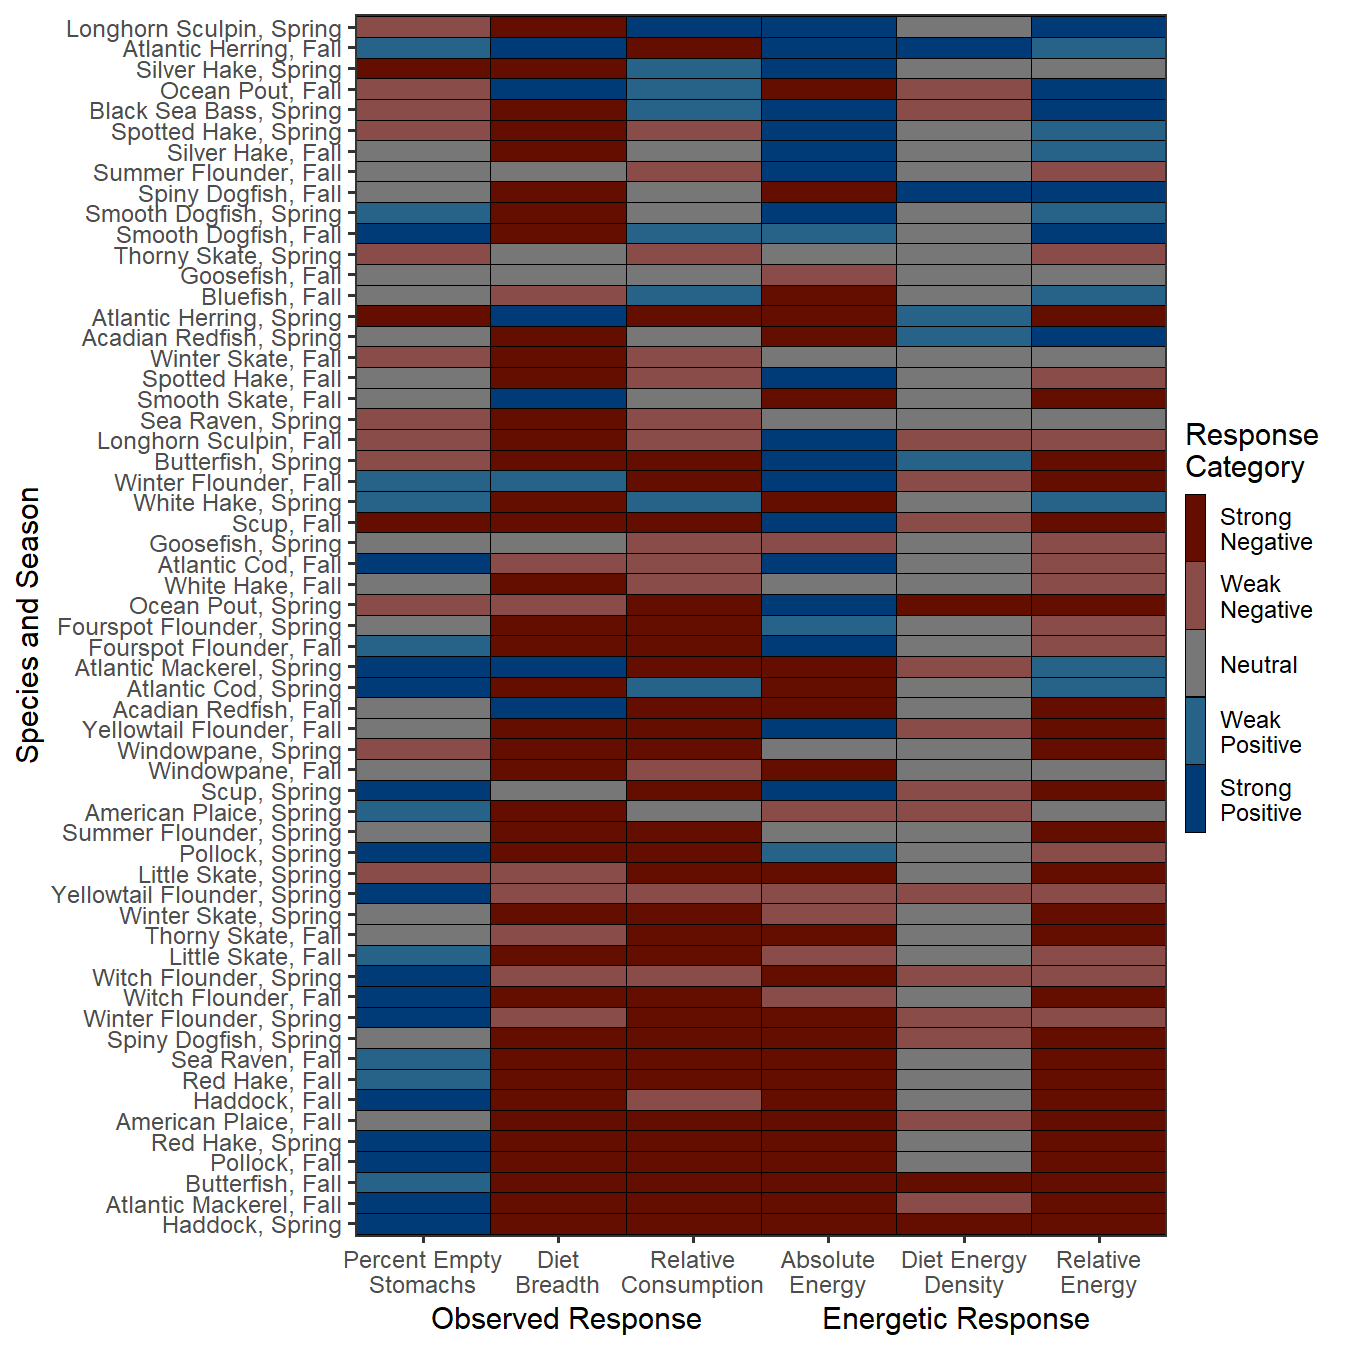 Longhorn Sculpin, Spring
Atlantic Herring, Fall
Silver Hake, Spring
Ocean Pout, Fall
Black Sea Bass, Spring
Spotted Hake, Spring
Silver Hake, Fall
Summer Flounder, Fall
Spiny Dogfish, Fall
Smooth Dogfish, Spring
Smooth Dogfish, Fall
Thorny Skate, Spring
Goosefish, Fall
Bluefish, Fall
Atlantic Herring, Spring
Acadian Redfish, Spring
Winter Skate, Fall
Spotted Hake, Fall
Smooth Skate, Fall
Sea Raven, Spring
Longhorn Sculpin, Fall
Butterfish, Spring
Winter Flounder, Fall
White Hake, Spring
Scup, Fall
Goosefish, Spring
Atlantic Cod, Fall
White Hake, Fall
Ocean Pout, Spring
Fourspot Flounder, Spring
Fourspot Flounder, Fall
Atlantic Mackerel, Spring
Atlantic Cod, Spring
Acadian Redfish, Fall
Yellowtail Flounder, Fall
Windowpane, Spring
Windowpane, Fall
Scup, Spring
American Plaice, Spring
Summer Flounder, Spring
Pollock, Spring
Little Skate, Spring
Yellowtail Flounder, Spring
Winter Skate, Spring
Thorny Skate, Fall
Little Skate, Fall
Witch Flounder, Spring
Witch Flounder, Fall
Winter Flounder, Spring
Spiny Dogfish, Spring
Sea Raven, Fall
Red Hake, Fall
Haddock, Fall
American Plaice, Fall
Red Hake, Spring
Pollock, Fall
Butterfish, Fall
Atlantic Mackerel, Fall
Haddock, Spring
Species and Season
Percent Empty
Stomachs
Diet
Breadth
Relative
Consumption
Absolute
Energy
Diet Energy
Density
Relative
Energy
Observed Response
Energetic Response
Response
Category
Strong
Negative
Weak
Negative
Neutral
Weak
Positive
Strong
Positive